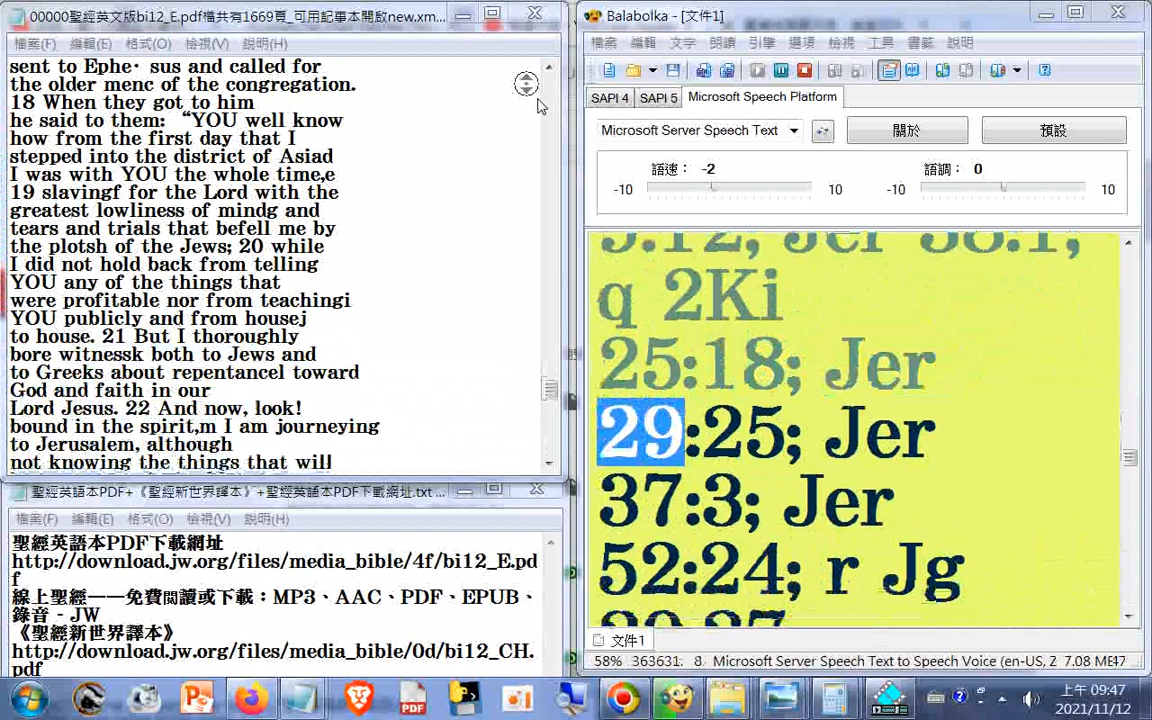 00000聖經英文版bi12_E.pdf檔共有1669頁_可用記事本開啟new.xm...
檔案(F) 編輯(E) 格式(O) 檢視(V) 說明(H)
sent to Ephe· sus and called for
the older menc of the congregation.
18 When they got to him
he said to them: “YOU well know
how from the first day that I
stepped into the district of Asiad
I was with YOU the whole time,e
19 slavingf for the Lord with the
greatest lowliness of mindg and
tears and trials that befell me by
the plotsh of the Jews; 20 while
I did not hold back from telling
YOU any of the things that
were profitable nor from teachingi
YOU publicly and from housej
to house. 21 But I thoroughly
bore witnessk both to Jews and
to Greeks about repentancel toward
God and faith in our
Lord Jesus. 22 And now, look!
bound in the spirit,m I am journeying
to Jerusalem, although
not knowing the things that will
聖經英語本PDF+《聖經新世界譯本》+聖經英語本PDF下載網址.txt ...
檔案(F) 編輯(E) 格式(O) 檢視(V) 說明(H)
聖經英語本PDF下載網址
http://download.jw.org/files/media_bible/4f/bi12_E.pd
f
線上聖經——免費閱讀或下載：MP3、AAC、PDF、EPUB、
錄音 - JW
《聖經新世界譯本》
http://download.jw.org/files/media_bible/0d/bi12_CH.
pdf
Balabolka - [文件1]
檔案 編輯 文字 朗讀 引擎 選項 檢視 工具 書籤 說明
SAPI 4 SAPI 5 Microsoft Speech Platform
Microsoft Server Speech Text 關於 預設
語速： -2 語調： 0
-10 10 -10 10
5:12; Jer 38:1;
q 2Ki
25:18; Jer
29:25; Jer
37:3; Jer
52:24; r Jg
20:27
文件1
58% 363631. 8 Microsoft Server Speech Text to Speech Voice (en-US, 2 7.08 ME47
上午 09:47
2021/11/12